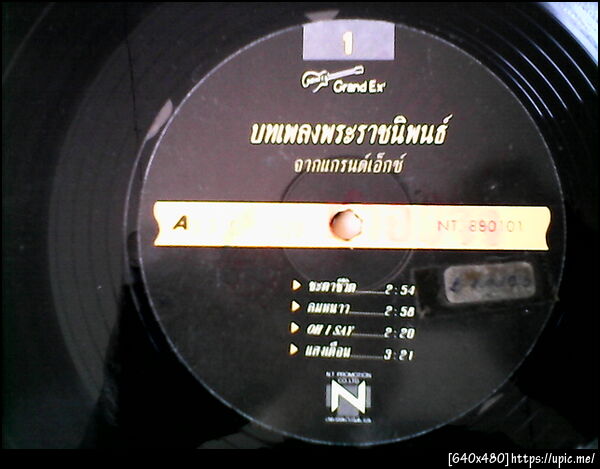 1
Grand Ex'
บทเพลงพระราชนิพนธ์
จากแกรนด์เอ็กซ์
A NT. 890101
ชะตาชีวิต 2:54
ลมหนาว 2:58
OH I SAY 2:20
แสงเดือน 3:21
N.T PROMOTION
CO.,LTD.
N
[640x480]https://upic.me/